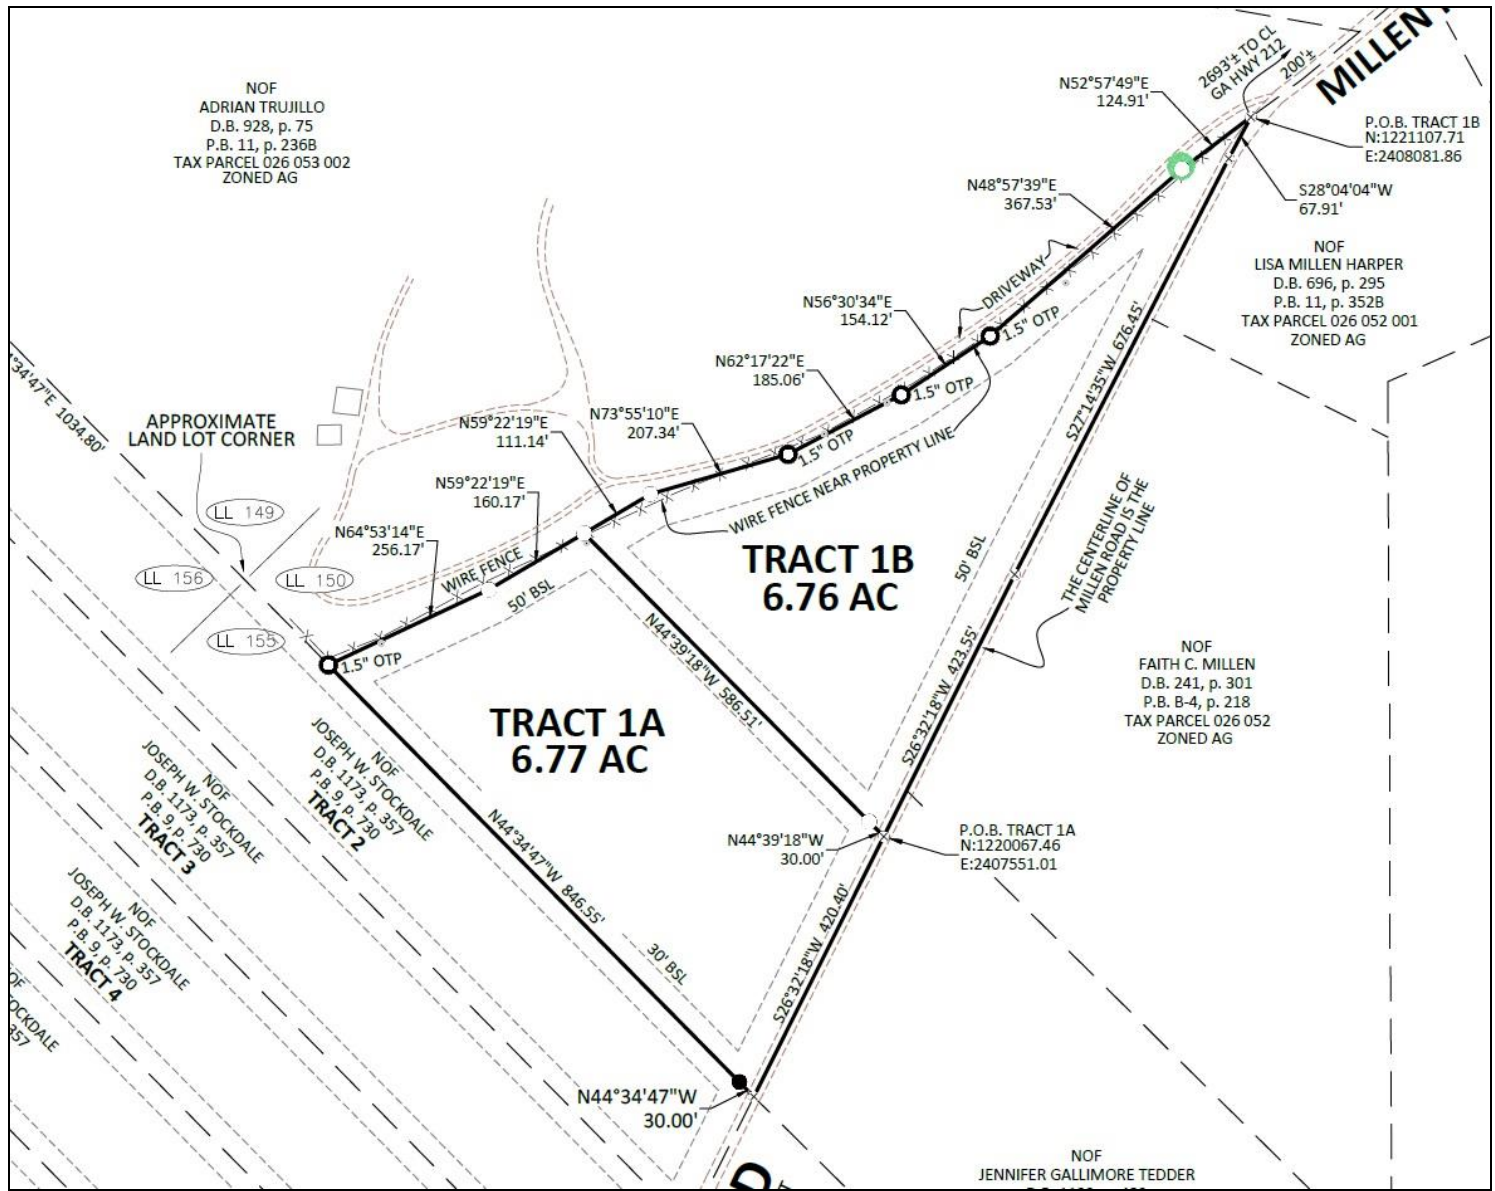 NOF
ADRIAN TRUJILLO
D.B. 928, p. 75
P.B. 11, p. 236B
TAX PARCEL 026 053 002
ZONED AG
2693'± TO CL
GA HWY 212
200'±
MILLEN
N52°57'49"E
124.91'
P.O.B. TRACT 1B
N:1221107.71
E:2408081.86
N48°57'39"E
367.53'
S28°04'04"W
67.91'
NOF
LISA MILLEN HARPER
D.B. 696, p. 295
P.B. 11, p. 352B
TAX PARCEL 026 052 001
ZONED AG
DRIVEWAY
N56°30'34"E
154.12'
1.5" OTP
S27°14'35"W 676.45'
N62°17'22"E
185.06'
1.5" OTP
N73°55'10"E
207.34'
1.5" OTP
WIRE FENCE NEAR PROPERTY LINE
N59°22'19"E
111.14'
34'47"E 1034.80'
APPROXIMATE
LAND LOT CORNER
N59°22'19"E
160.17'
LL 149
N64°53'14"E
256.17'
WIRE FENCE
50' BSL
LL 156
LL 150
LL 155
1.5" OTP
TRACT 1B
6.76 AC
50' BSL
THE CENTERLINE OF
MILLEN ROAD IS THE
PROPERTY LINE
N44°39'18"W 586.51'
S26°32'18"W 423.55'
NOF
FAITH C. MILLEN
D.B. 241, p. 301
P.B. B-4, p. 218
TAX PARCEL 026 052
ZONED AG
TRACT 1A
6.77 AC
NOF
JOSEPH W. STOCKDALE
D.B. 1173, p. 357
P.B. 9, p. 730
TRACT 2
NOF
JOSEPH W. STOCKDALE
D.B. 1173, p. 357
P.B. 9, p. 730
TRACT 3
NOF
JOSEPH W. STOCKDALE
D.B. 1173, p. 357
P.B. 9, p. 730
TRACT 4
OF
OCKDALE
357
N44°34'47"W 846.55'
30' BSL
N44°39'18"W
30.00'
P.O.B. TRACT 1A
N:1220067.46
E:2407551.01
S26°32'18"W 420.40'
N44°34'47"W
30.00'
D
NOF
JENNIFER GALLIMORE TEDDER